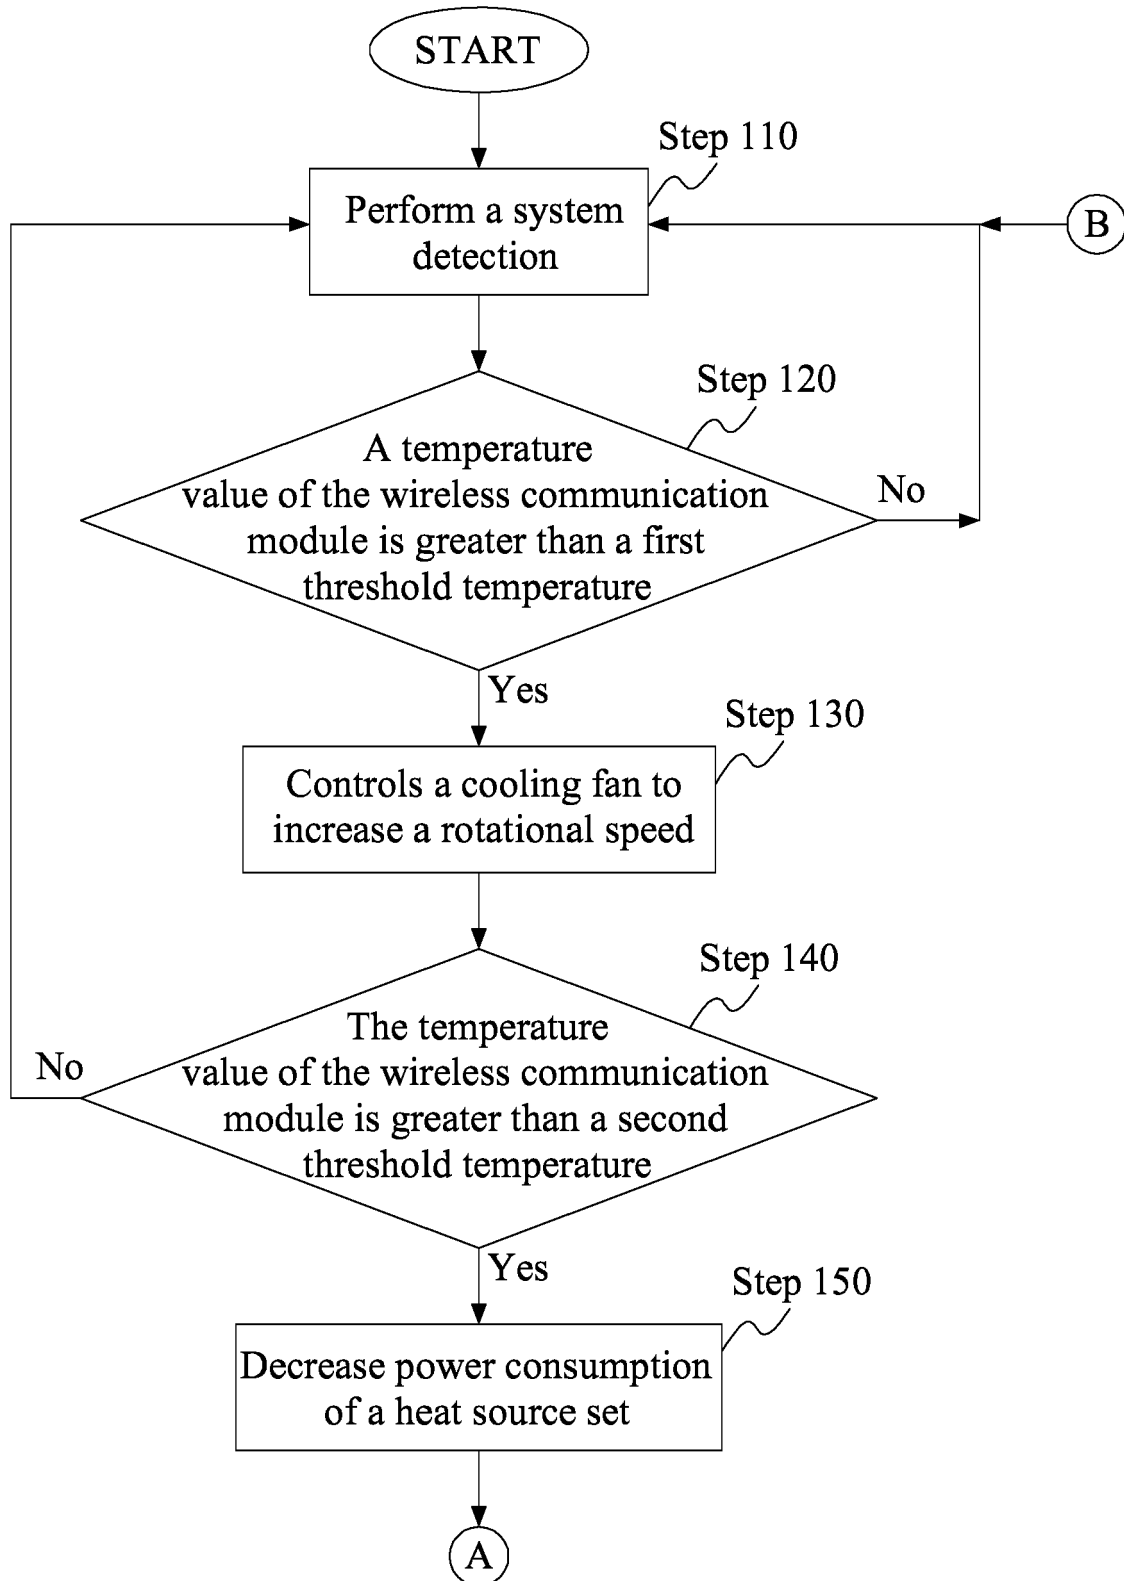 START
Step 110
Perform a system
detection
B
Step 120
A temperature
value of the wireless communication
module is greater than a first
threshold temperature
No
Yes
Step 130
Controls a cooling fan to
increase a rotational speed
Step 140
The temperature
value of the wireless communication
module is greater than a second
threshold temperature
No
Yes
Step 150
Decrease power consumption
of a heat source set
A